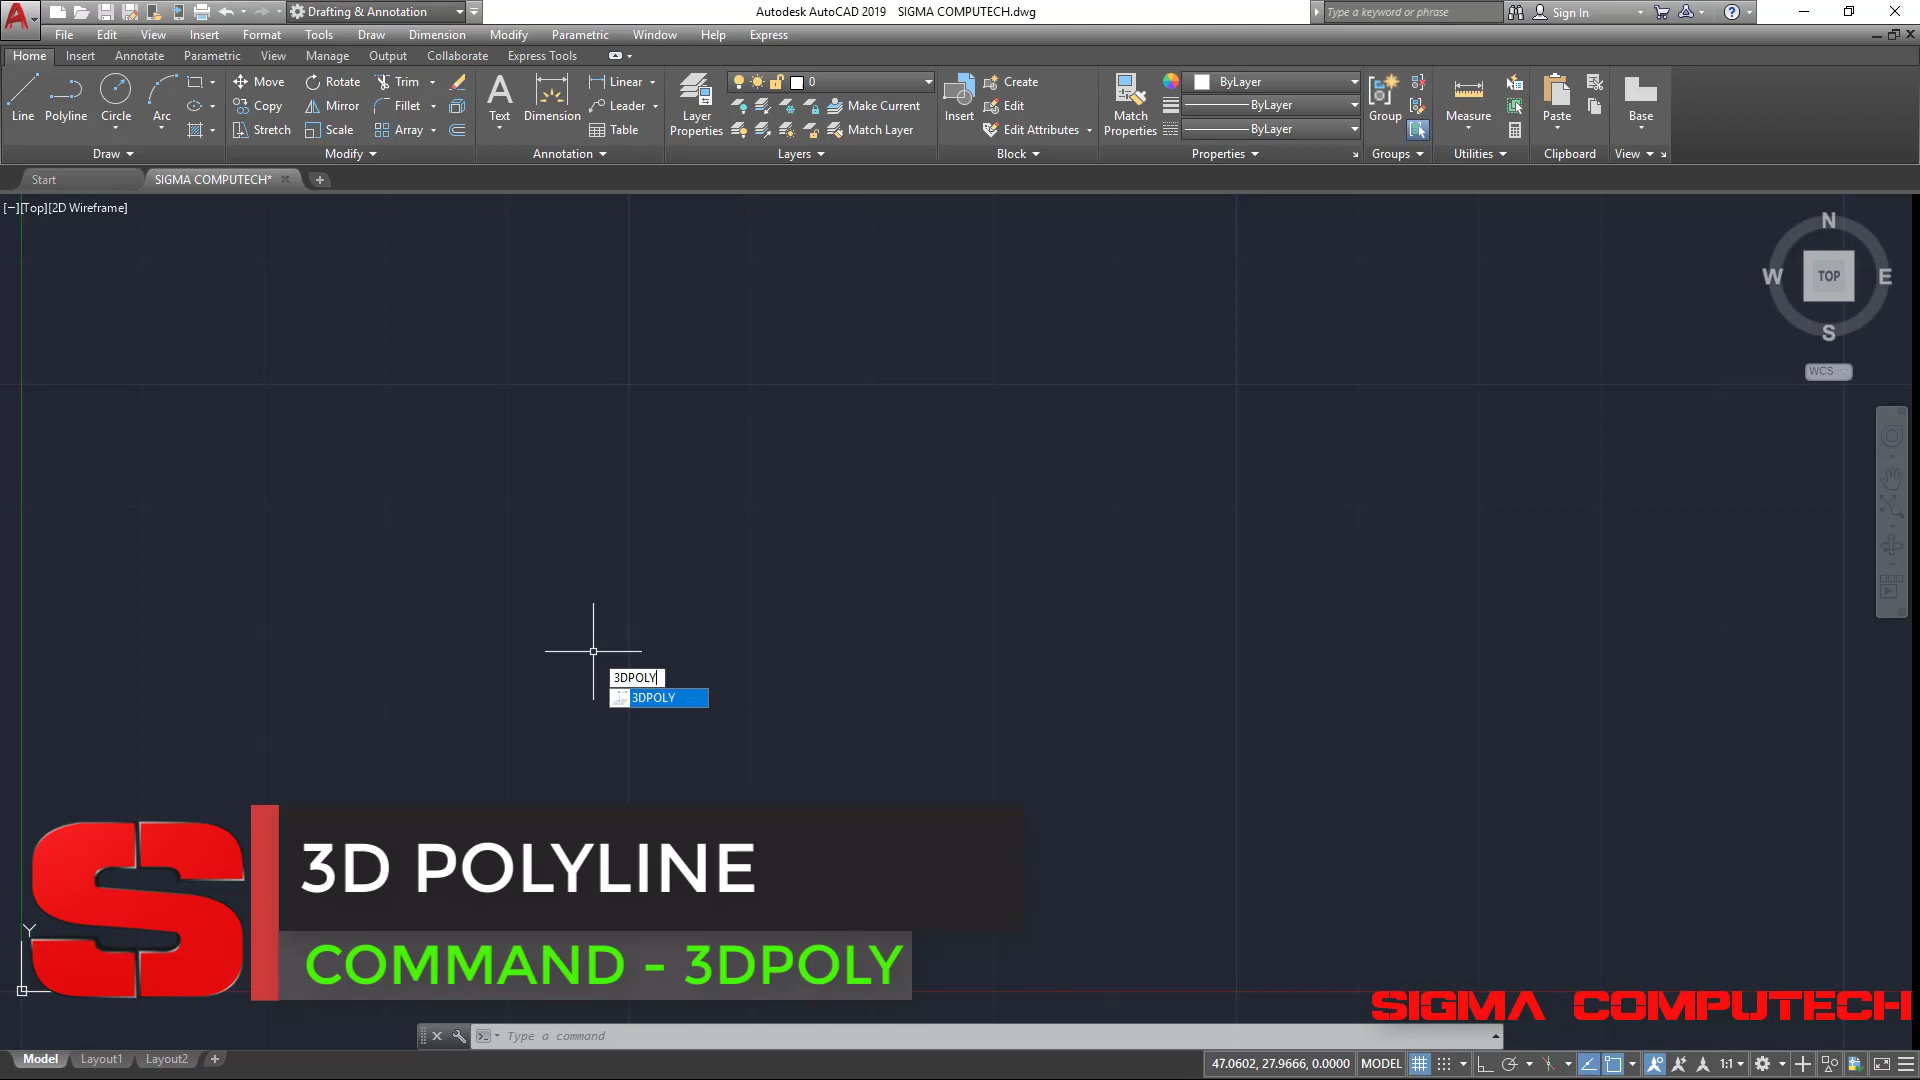 Drafting & Annotation
Autodesk AutoCAD 2019 SIGMA COMPUTECH.dwg
Type a keyword or phrase
Sign In
File Edit View Insert Format Tools Draw Dimension Modify Parametric Window Help Express
Home Insert Annotate Parametric View Manage Output Collaborate Express Tools
Line
Polyline
Circle
Arc
Draw
Move
Rotate
Trim
Copy
Mirror
Fillet
Stretch
Scale
Array
Modify
Text
Dimension
Linear
Leader
Table
Annotation
Layer
Properties
0
Make Current
Match Layer
Layers
Insert
Create
Edit
Edit Attributes
Block
Match
Properties
ByLayer
ByLayer
ByLayer
Properties
Group
Groups
Measure
Utilities
Paste
Clipboard
Base
View
Start
SIGMA COMPUTECH*
[−][Top][2D Wireframe]
N
W
TOP
E
S
WCS
3DPOLY
3DPOLY
S
3D POLYLINE
COMMAND - 3DPOLY
Y
SIGMA COMPUTECH
Type a command
Model Layout1 Layout2
47.0602, 27.9666, 0.0000 MODEL
1:1